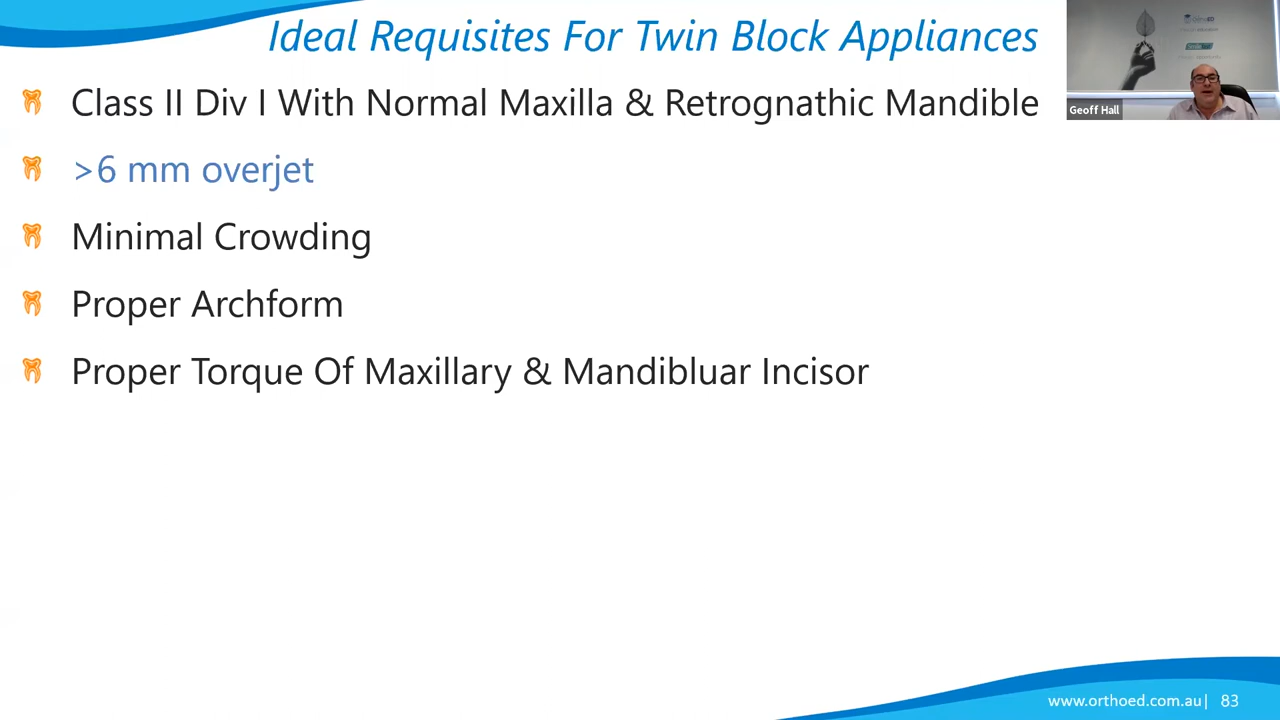 Ideal Requisites For Twin Block Appliances
Class II Div I With Normal Maxilla & Retrognathic Mandible
>6 mm overjet
Minimal Crowding
Proper Archform
Proper Torque Of Maxillary & Mandibluar Incisor
Geoff Hall
www.orthoed.com.au| 83